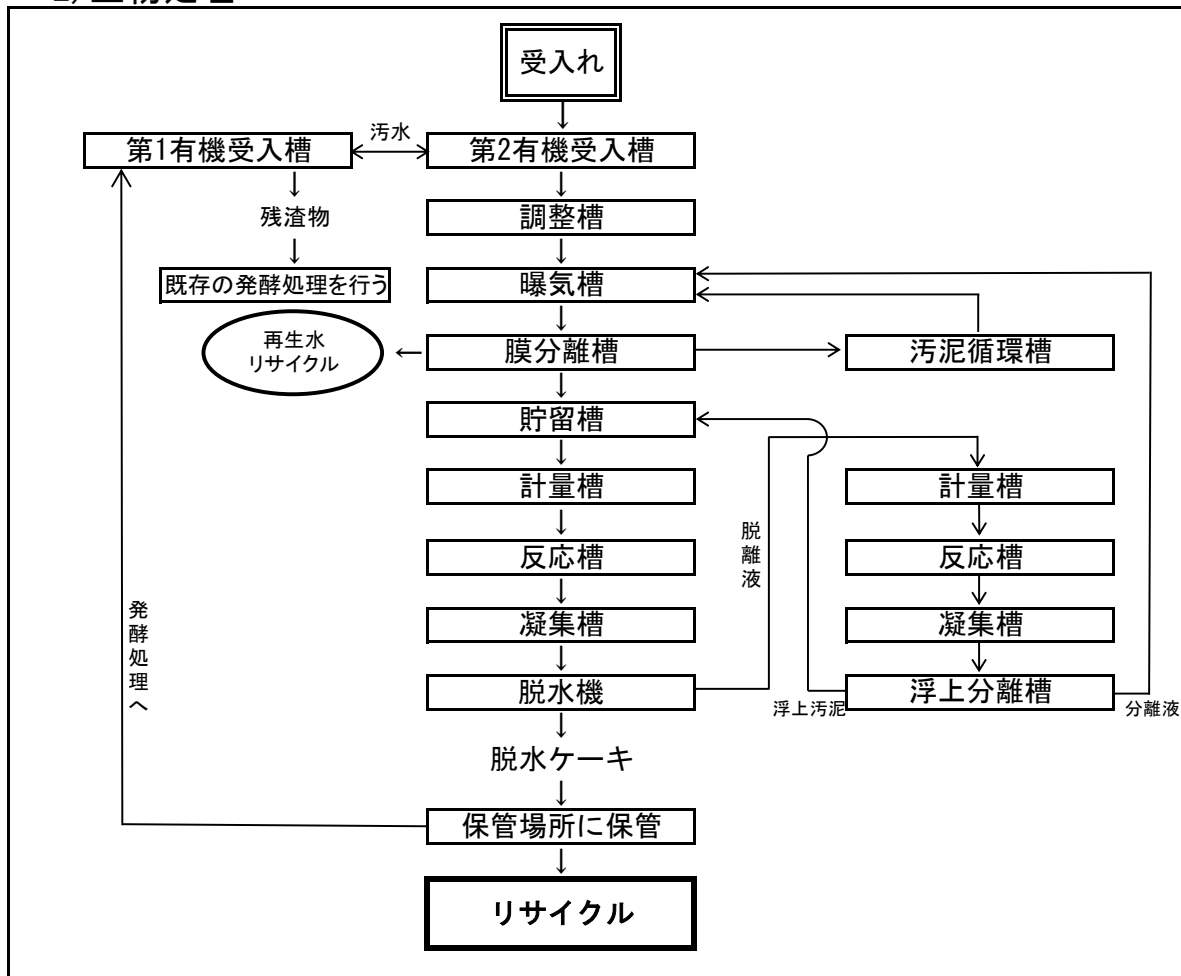 受入れ
汚水
第1有機受入槽
第2有機受入槽
残渣物
調整槽
既存の発酵処理を行う
曝気槽
再生水
リサイクル
膜分離槽
汚泥循環槽
貯留槽
計量槽
計量槽
脱離液
反応槽
反応槽
凝集槽
凝集槽
発酵処理へ
脱水機
浮上分離槽
浮上汚泥
分離液
脱水ケーキ
保管場所に保管
リサイクル